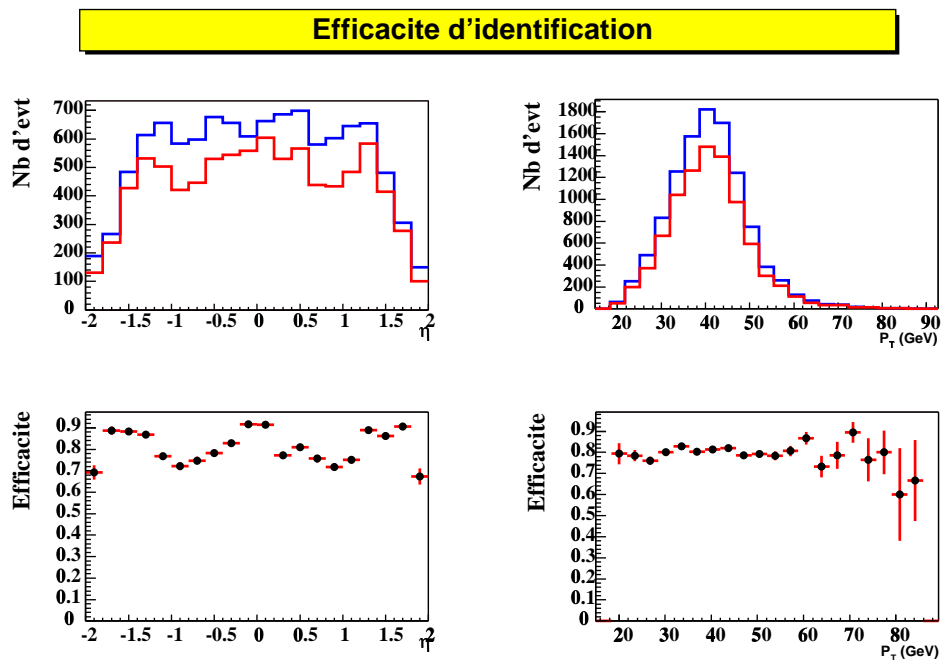 Efficacite d'identification
Nb d'evt
700
600
500
400
300
200
100
0
-2 -1.5 -1 -0.5 0 0.5 1 1.5 2
η
Nb d'evt
1800
1600
1400
1200
1000
800
600
400
200
0
20 30 40 50 60 70 80 90
P_T (GeV)
Efficacite
0.9
0.8
0.7
0.6
0.5
0.4
0.3
0.2
0.1
0
-2 -1.5 -1 -0.5 0 0.5 1 1.5 2
η
Efficacite
0.9
0.8
0.7
0.6
0.5
0.4
0.3
0.2
0.1
0
20 30 40 50 60 70 80
P_T (GeV)